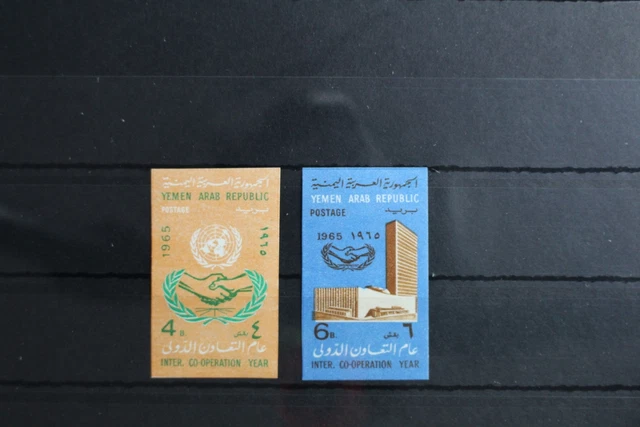 الجمهورية العربية اليمنية
YEMEN ARAB REPUBLIC
POSTAGE بريد
1965 ١٩٦٥
4 B. بقش ٤
عام التعاون الدولى
INTER. CO-OPERATION YEAR
الجمهورية العربية اليمنية
YEMEN ARAB REPUBLIC
POSTAGE بريد
1965 ١٩٦٥
6 B. بقش ٦
عام التعاون الدولى
INTER. CO-OPERATION YEAR